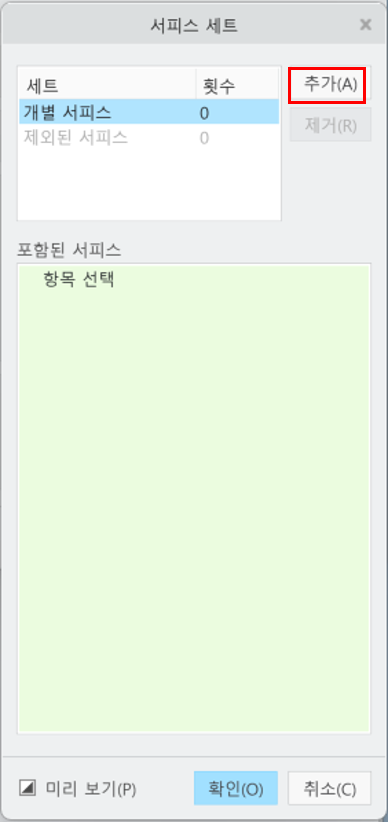 서피스 세트
세트 횟수 추가(A)
개별 서피스 0
제거(R)
제외된 서피스 0
포함된 서피스
항목 선택
미리 보기(P) 확인(O) 취소(C)